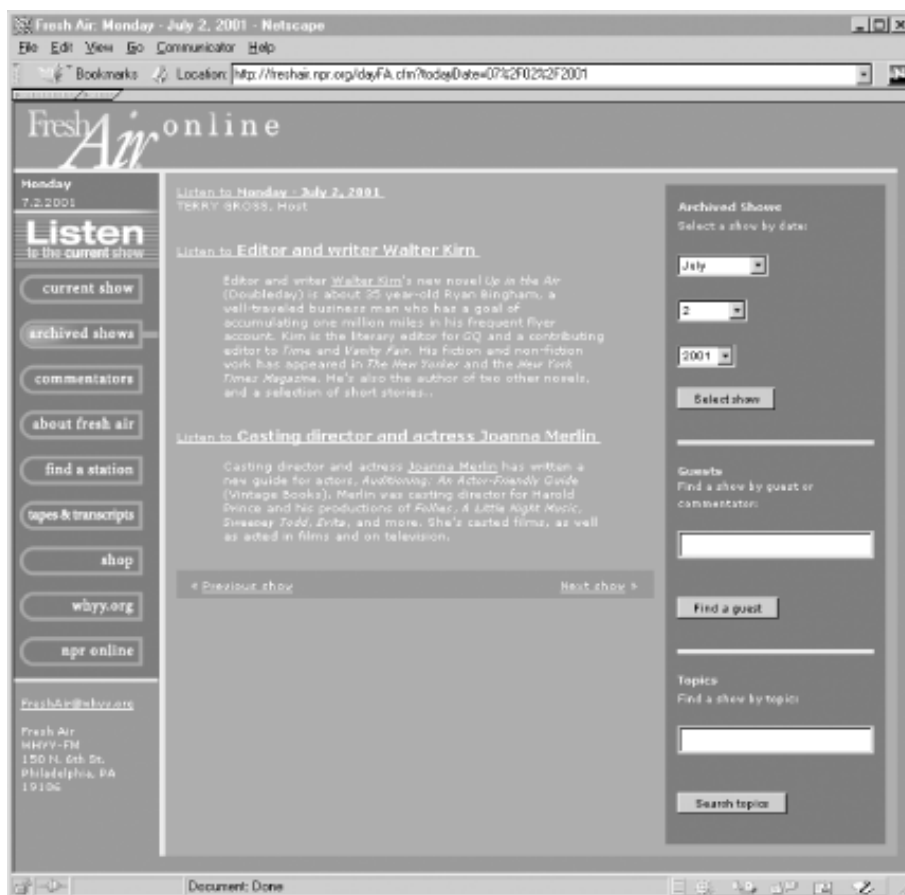 Fresh Air: Monday - July 2, 2001 - Netscape
File Edit View Go Communicator Help
Bookmarks Location: http://freshair.npr.org/dayFA.cfm?todayDate=07%2F02%2F2001
Fresh Air online
Monday
7.2.2001
Listen
to the current show
current show
archived shows
commentators
about fresh air
find a station
tapes & transcripts
shop
whyy.org
npr online
FreshAir@whyy.org
Fresh Air
WHYY-FM
150 N. 6th St.
Philadelphia, PA
19106
Listen to Monday - July 2, 2001
TERRY GROSS, Host
Listen to Editor and writer Walter Kirn
Editor and writer Walter Kirn's new novel Up in the Air
(Doubleday) is about 35 year-old Ryan Bingham, a
well-traveled business man who has a goal of
accumulating one million miles in his frequent flyer
account. Kirn is the literary editor for GQ and a contributing
editor to Time and Vanity Fair. His fiction and non-fiction
work has appeared in The New Yorker and the New York
Times Magazine. He's also the author of two other novels,
and a selection of short stories..
Listen to Casting director and actress Joanna Merlin
Casting director and actress Joanna Merlin has written a
new guide for actors, Auditioning: An Actor-Friendly Guide
(Vintage Books). Merlin was casting director for Harold
Prince and his productions of Follies, A Little Night Music,
Sweeney Todd, Evita, and more. She's casted films, as well
as acted in films and on television.
« Previous show Next show »
Archived Shows
Select a show by date:
July
2
2001
Select show
Guests
Find a show by guest or
commentator:
Find a guest
Topics
Find a show by topic:
Search topics
Document: Done